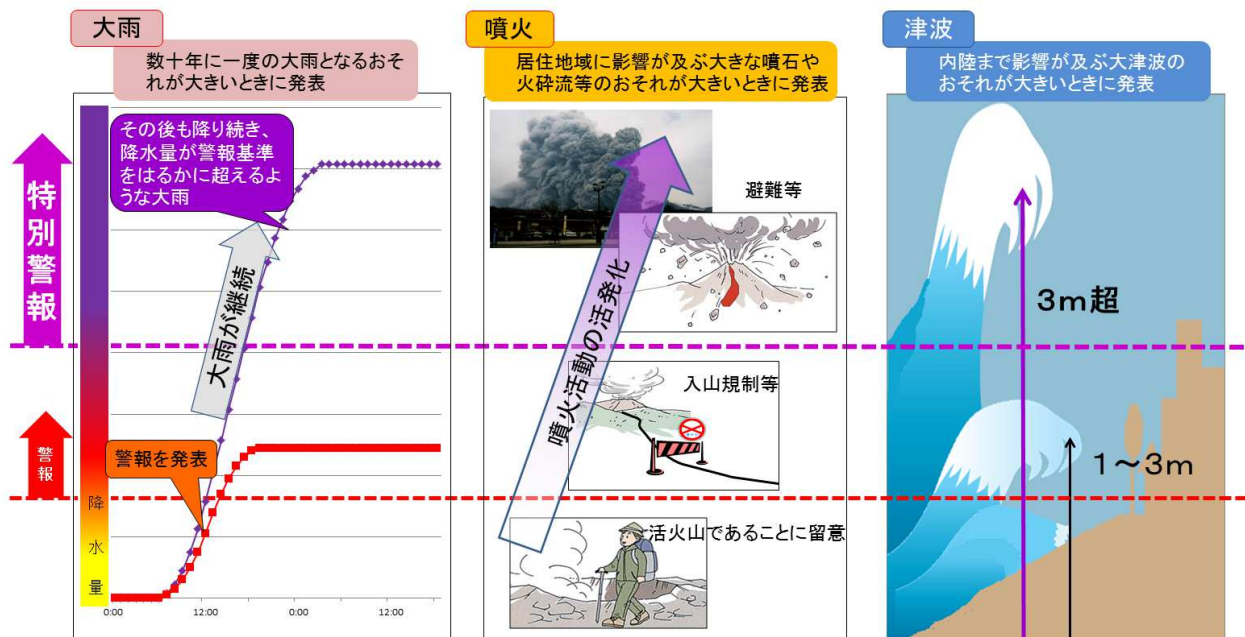 大雨
数十年に一度の大雨となるおそ
れが大きいときに発表
噴火
居住地域に影響が及ぶ大きな噴石や
火砕流等のおそれが大きいときに発表
津波
内陸まで影響が及ぶ大津波の
おそれが大きいときに発表
特別警報
警報
降水量
その後も降り続き、
降水量が警報基準
をはるかに超えるよ
うな大雨
大雨が継続
警報を発表
0:00
12:00
0:00
12:00
避難等
噴火活動の活発化
入山規制等
活火山であることに留意
3m超
1～3m